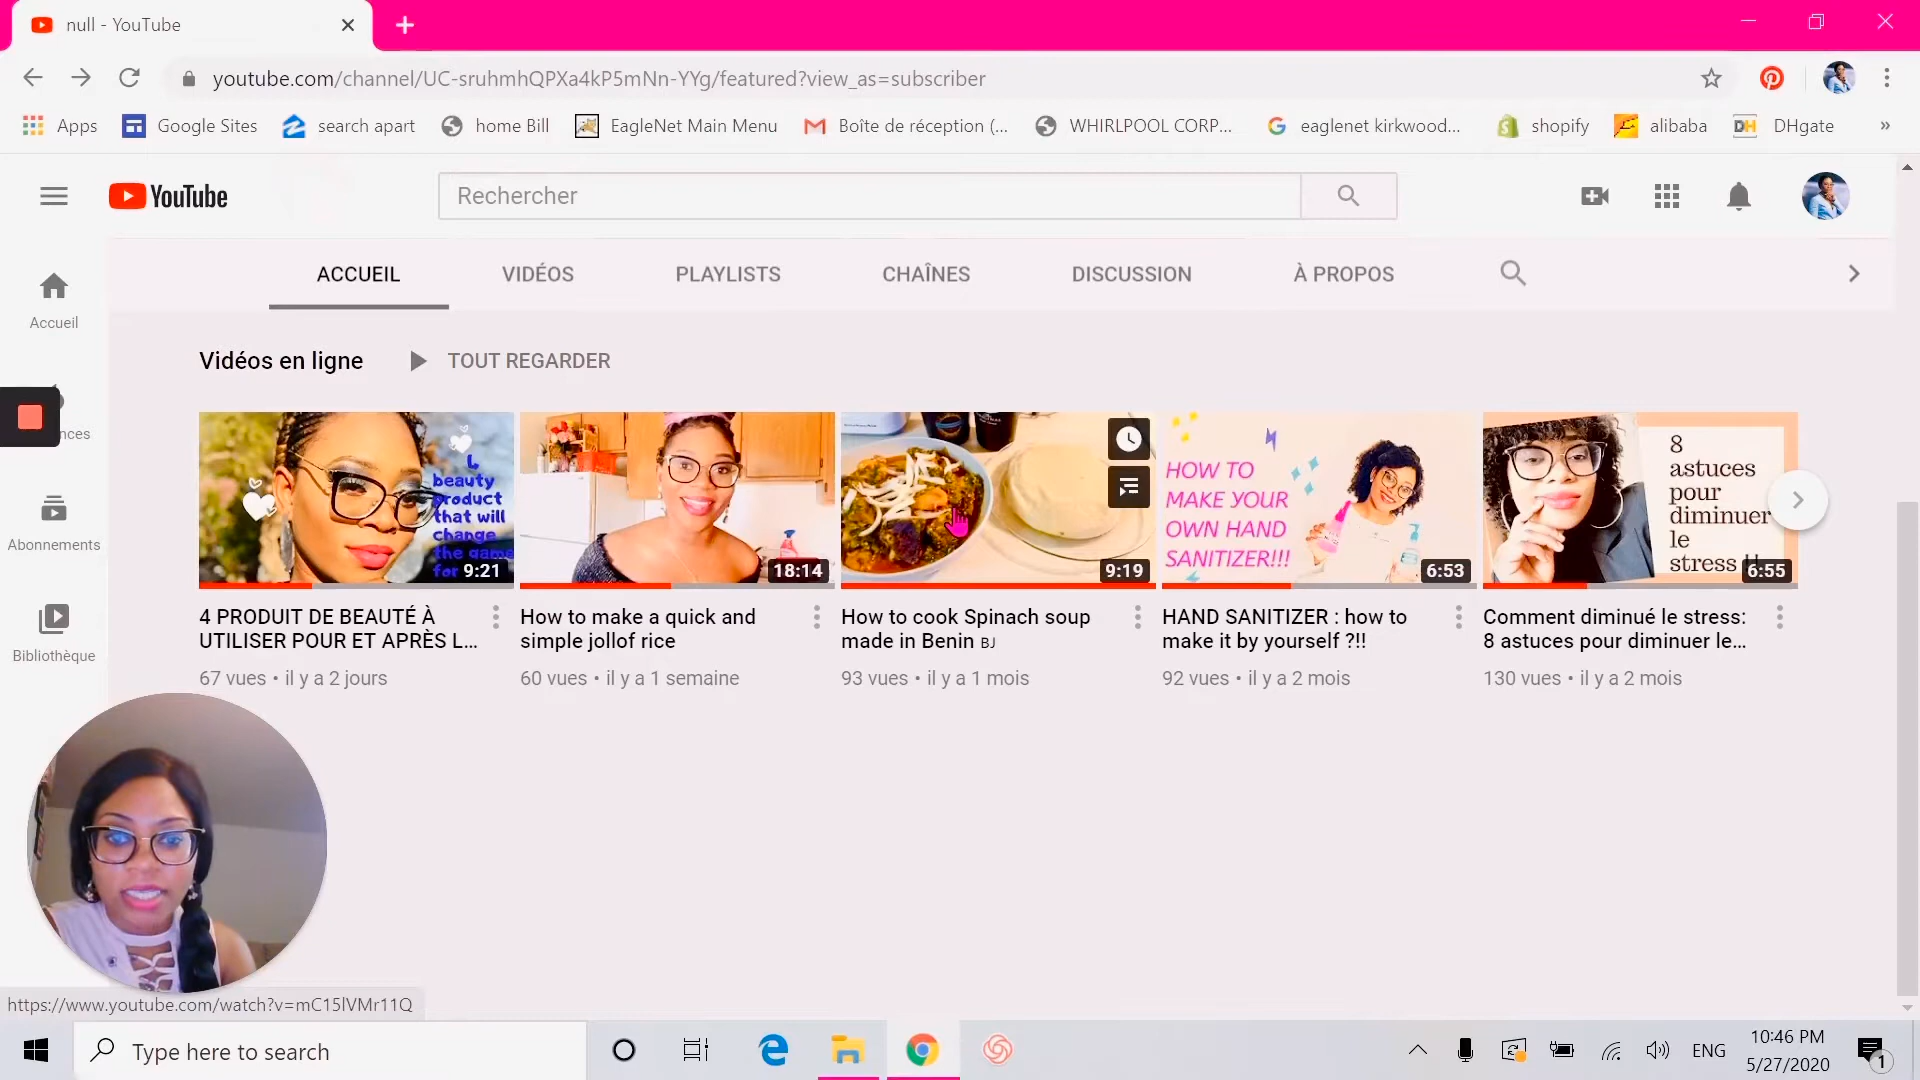 null - YouTube
youtube.com/channel/UC-sruhmhQPXa4kP5mNn-YYg/featured?view_as=subscriber
Apps Google Sites search apart home Bill EagleNet Main Menu Boîte de réception (... WHIRLPOOL CORP... eaglenet kirkwood... shopify alibaba DHgate »
YouTube
Rechercher
ACCUEIL VIDÉOS PLAYLISTS CHAÎNES DISCUSSION À PROPOS
Accueil
nces
Abonnements
Bibliothèque
Vidéos en ligne TOUT REGARDER
4
beauty
product
that will
change
the game
for 9:21
18:14
9:19
HOW TO
MAKE YOUR
OWN HAND
SANITIZER!!!
6:53
8
astuces
pour
diminuer
le
stress !!
6:55
4 PRODUIT DE BEAUTÉ À
UTILISER POUR ET APRÈS L...
67 vues • il y a 2 jours
How to make a quick and
simple jollof rice
60 vues • il y a 1 semaine
How to cook Spinach soup
made in Benin BJ
93 vues • il y a 1 mois
HAND SANITIZER : how to
make it by yourself ?!!
92 vues • il y a 2 mois
Comment diminué le stress:
8 astuces pour diminuer le...
130 vues • il y a 2 mois
https://www.youtube.com/watch?v=mC15lVMr11Q
Type here to search
ENG
10:46 PM
5/27/2020
1